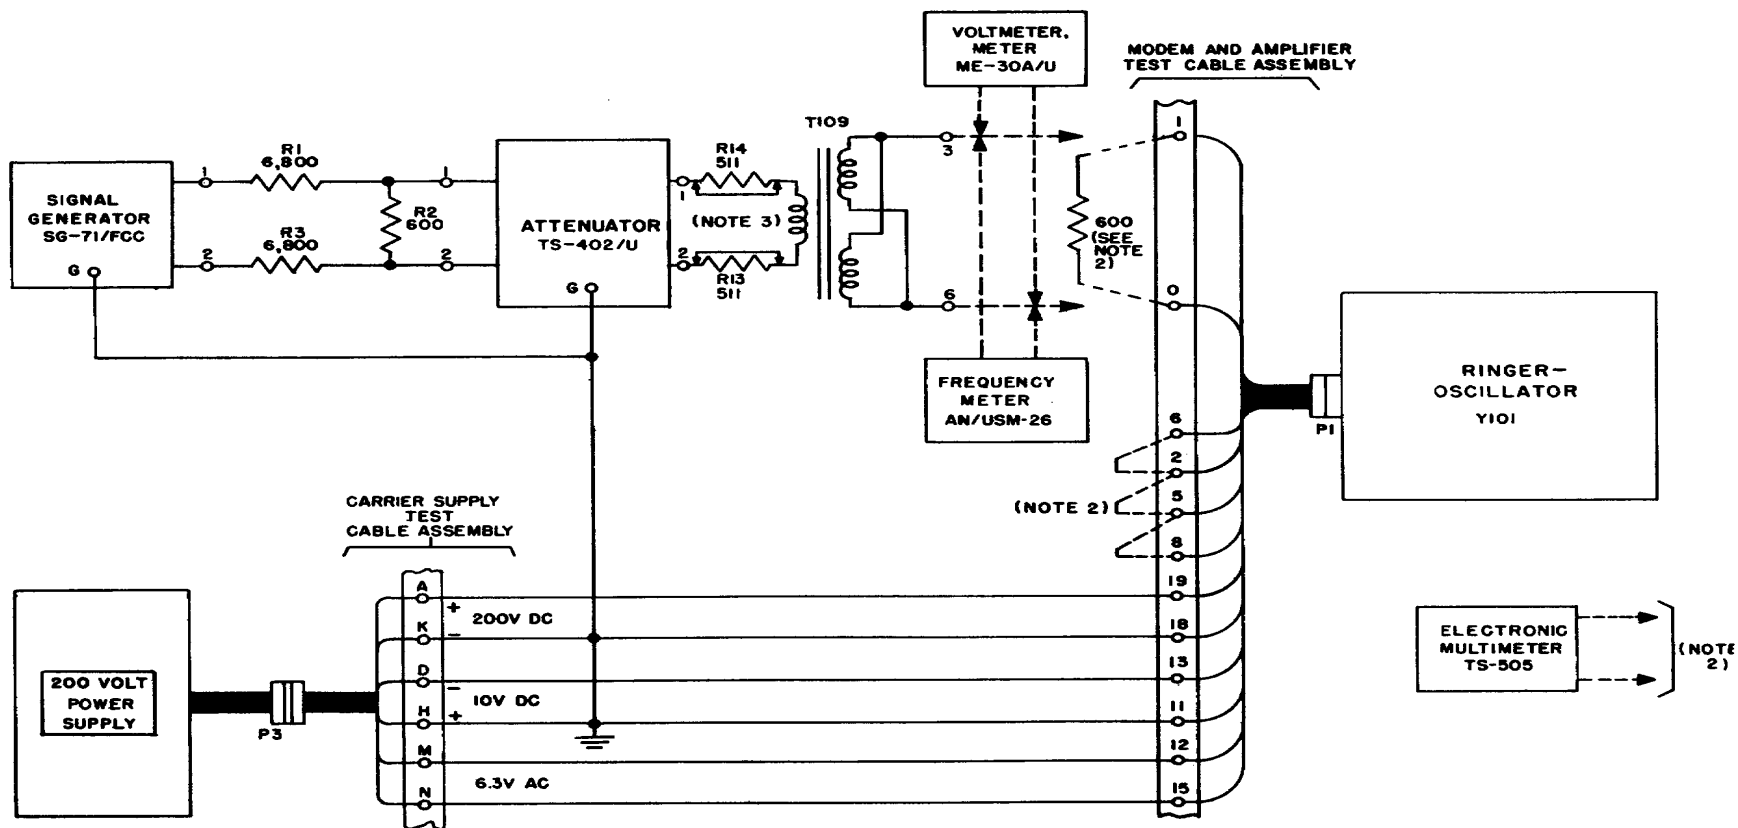 VOLTMETER,
METER
ME-30A/U
MODEM AND AMPLIFIER
TEST CABLE ASSEMBLY
SIGNAL
GENERATOR
SG-71/FCC
G
1
2
R1
6,800
R3
6,800
R2
600
1
2
ATTENUATOR
TS-402/U
G
1
2
R14
511
(NOTE 3)
R13
511
T109
3
6
600
(SEE
NOTE
2)
FREQUENCY
METER
AN/USM-26
1
0
6
2
5
8
19
18
13
11
12
15
(NOTE 2)
P1
RINGER-
OSCILLATOR
Y101
CARRIER SUPPLY
TEST
CABLE ASSEMBLY
200 VOLT
POWER
SUPPLY
P3
A
K
D
H
M
N
+
200V DC
-
-
10V DC
+
6.3V AC
ELECTRONIC
MULTIMETER
TS-505
(NOTE
2)